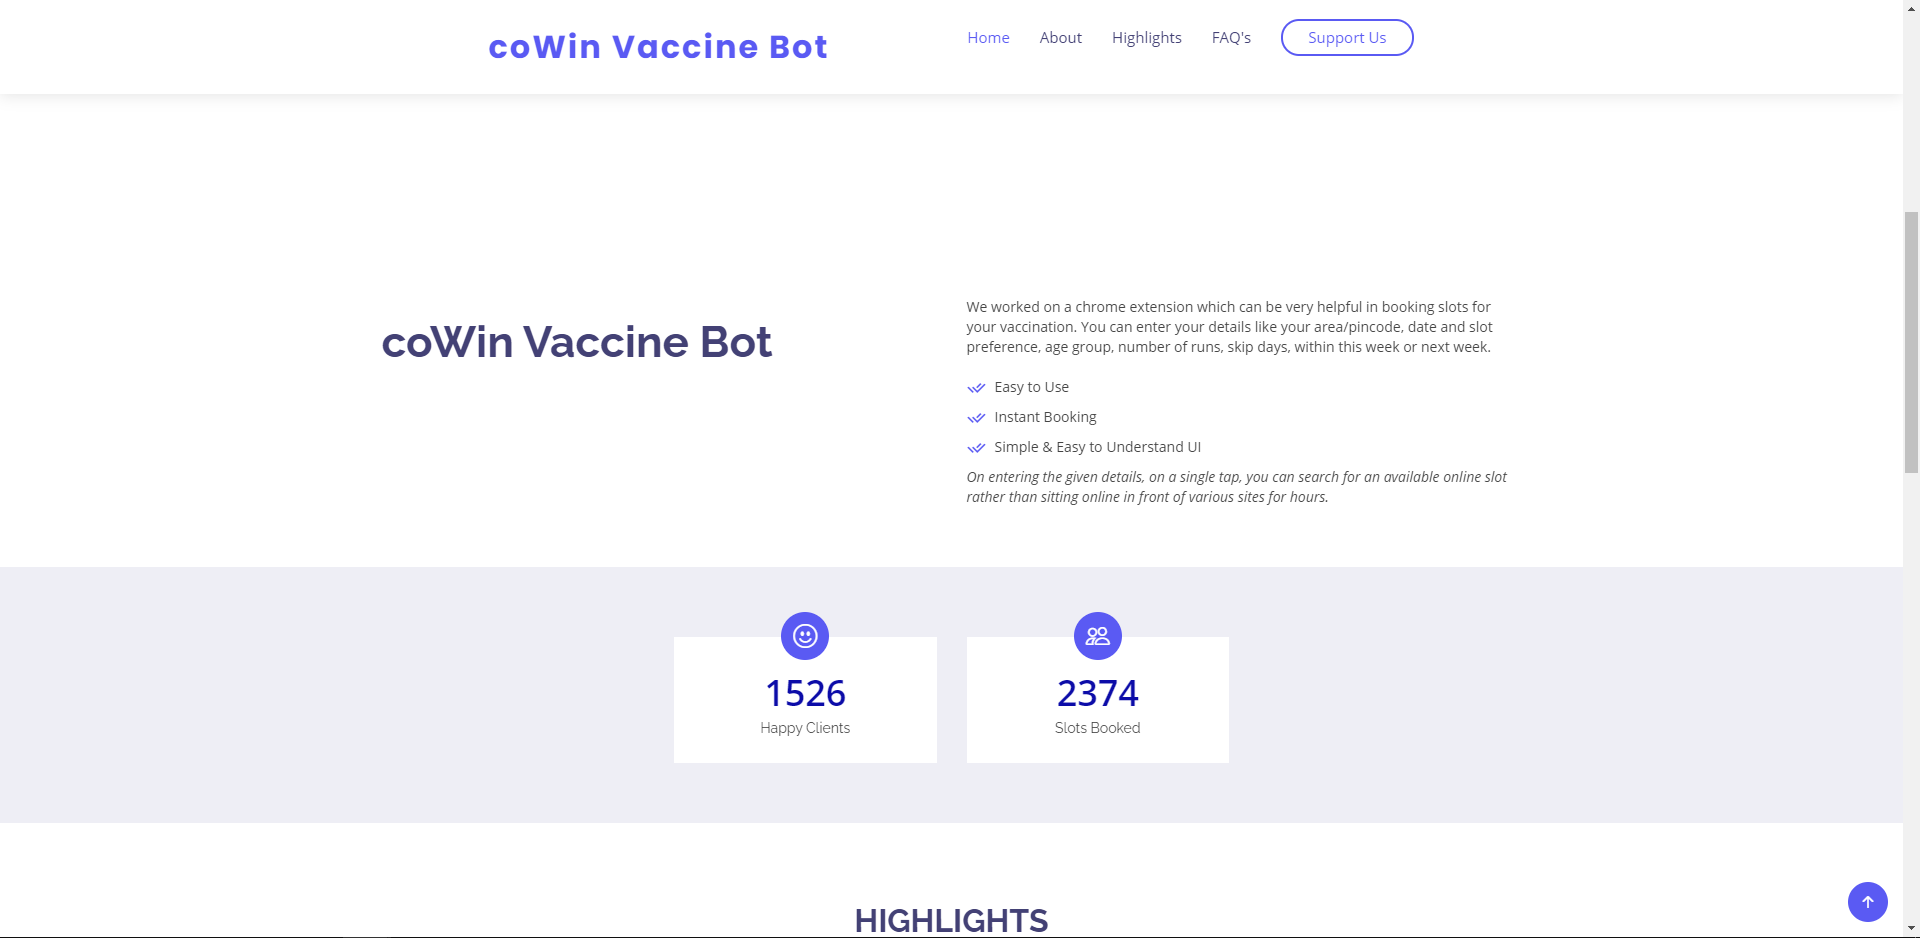 coWin Vaccine Bot
Home
About
Highlights
FAQ's
Support Us
coWin Vaccine Bot
We worked on a chrome extension which can be very helpful in booking slots for
your vaccination. You can enter your details like your area/pincode, date and slot
preference, age group, number of runs, skip days, within this week or next week.
Easy to Use
Instant Booking
Simple & Easy to Understand UI
On entering the given details, on a single tap, you can search for an available online slot
rather than sitting online in front of various sites for hours.
1526
Happy Clients
2374
Slots Booked
HIGHLIGHTS